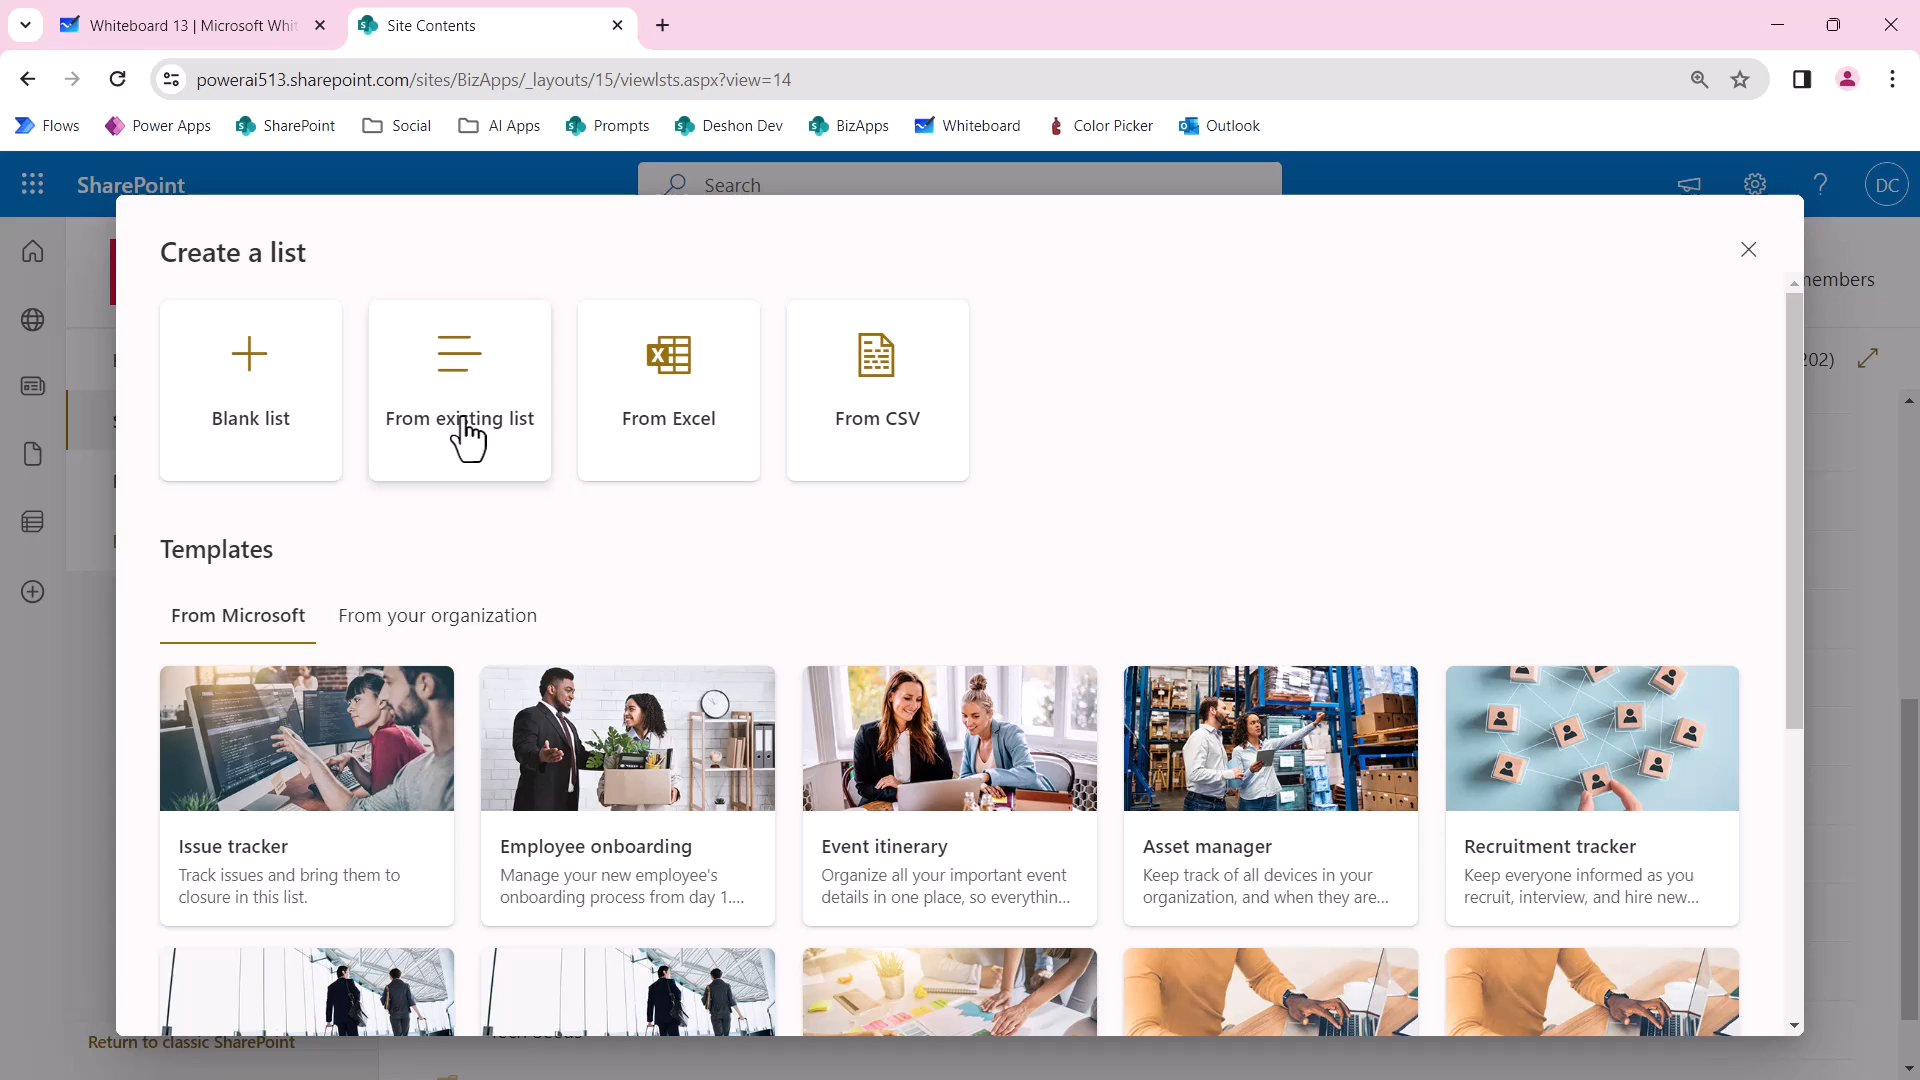 Whiteboard 13 | Microsoft Whit
Site Contents
powerai513.sharepoint.com/sites/BizApps/_layouts/15/viewlsts.aspx?view=14
Flows
Power Apps
SharePoint
Social
AI Apps
Prompts
Deshon Dev
BizApps
Whiteboard
Color Picker
Outlook
SharePoint
Search
DC
Create a list
members
Blank list
From existing list
From Excel
From CSV
Templates
From Microsoft
From your organization
Issue tracker
Track issues and bring them to
closure in this list.
Employee onboarding
Manage your new employee's
onboarding process from day 1....
Event itinerary
Organize all your important event
details in one place, so everythin...
Asset manager
Keep track of all devices in your
organization, and when they are...
Recruitment tracker
Keep everyone informed as you
recruit, interview, and hire new...
Return to classic SharePoint